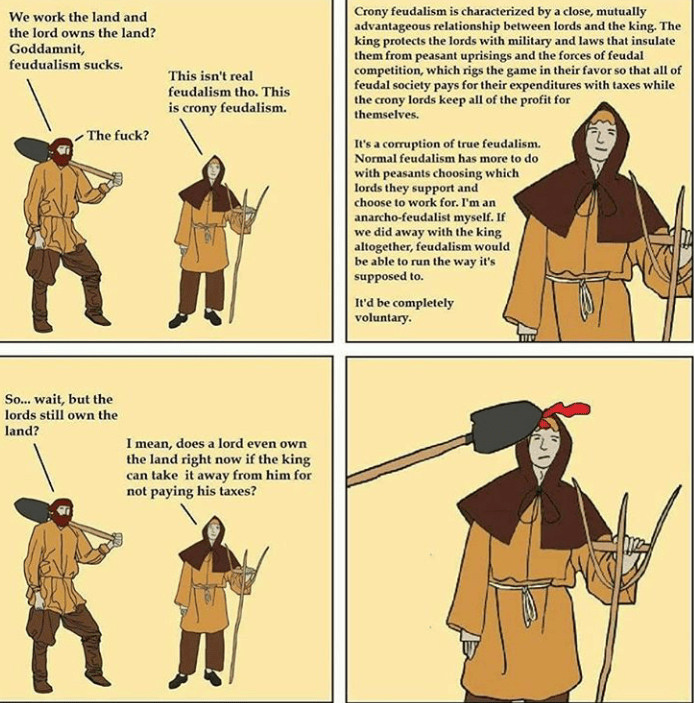 We work the land and
the lord owns the land?
Goddamnit,
feudualism sucks.
This isn't real
feudalism tho. This
is crony feudalism.
The fuck?
Crony feudalism is characterized by a close, mutually
advantageous relationship between lords and the king. The
king protects the lords with military and laws that insulate
them from peasant uprisings and the forces of feudal
competition, which rigs the game in their favor so that all of
feudal society pays for their expenditures with taxes while
the crony lords keep all of the profit for
themselves.
It's a corruption of true feudalism.
Normal feudalism has more to do
with peasants choosing which
lords they support and
choose to work for. I'm an
anarcho-feudalist myself. If
we did away with the king
altogether, feudalism would
be able to run the way it's
supposed to.
It'd be completely
voluntary.
So... wait, but the
lords still own the
land?
I mean, does a lord even own
the land right now if the king
can take it away from him for
not paying his taxes?